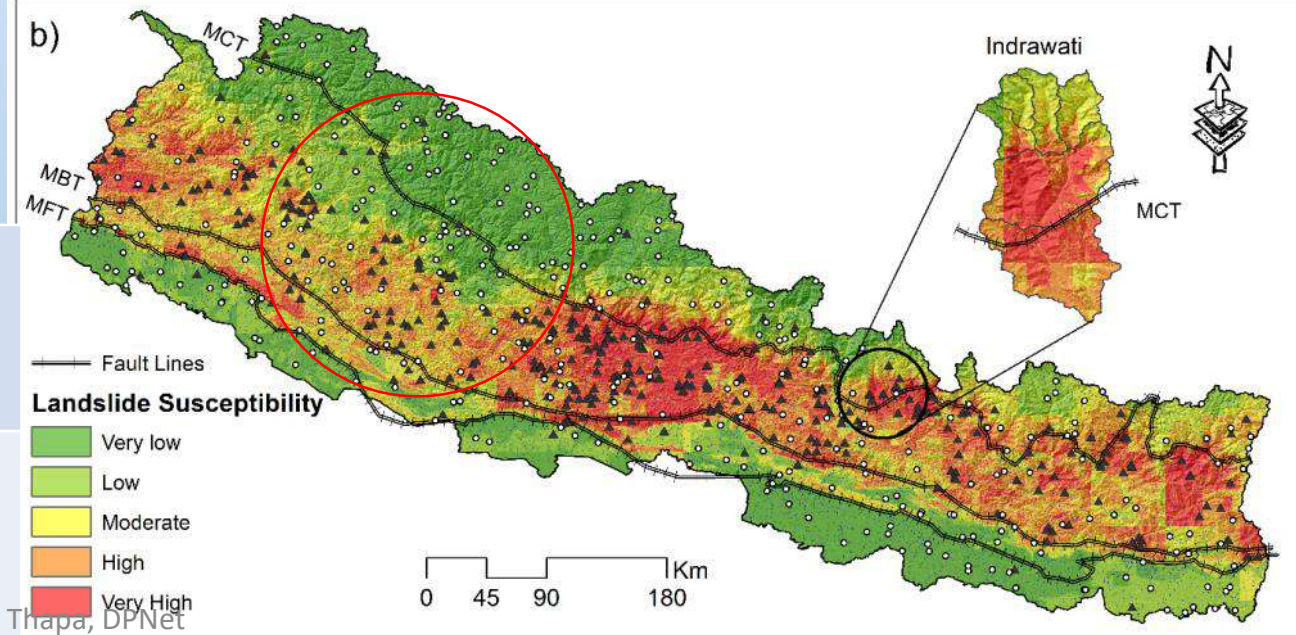 b)
MCT
Indrawati
N
MBT
MFT
MCT
Fault Lines
Landslide Susceptibility
Very low
Low
Moderate
High
Very High
Km
0 45 90 180
Thapa, DPNet